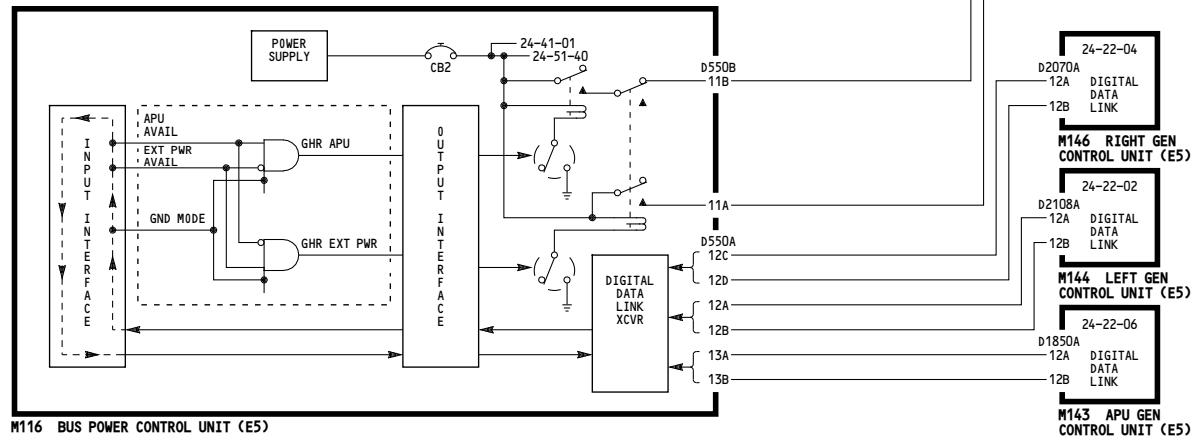 POWER
SUPPLY
CB2
24-41-01
24-51-40
D550B
11B
APU
AVAIL
EXT PWR
AVAIL
GHR APU
GND MODE
GHR EXT PWR
INPUT INTERFACE
OUTPUT INTERFACE
11A
D550A
12C
12D
12A
12B
13A
13B
DIGITAL
DATA
LINK
XCVR
M116 BUS POWER CONTROL UNIT (E5)
24-22-04
D2070A
12A
12B
DIGITAL
DATA
LINK
M146 RIGHT GEN
CONTROL UNIT (E5)
24-22-02
D2108A
12A
12B
DIGITAL
DATA
LINK
M144 LEFT GEN
CONTROL UNIT (E5)
24-22-06
D1850A
12A
12B
DIGITAL
DATA
LINK
M143 APU GEN
CONTROL UNIT (E5)